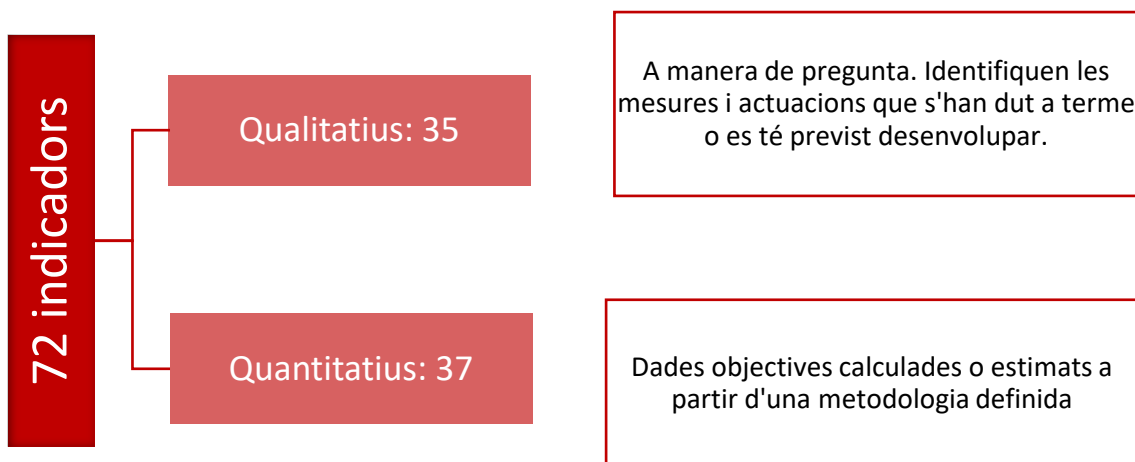 72 indicadors
Qualitatius: 35
A manera de pregunta. Identifiquen les
mesures i actuacions que s'han dut a terme
o es té previst desenvolupar.
Quantitatius: 37
Dades objectives calculades o estimats a
partir d'una metodologia definida